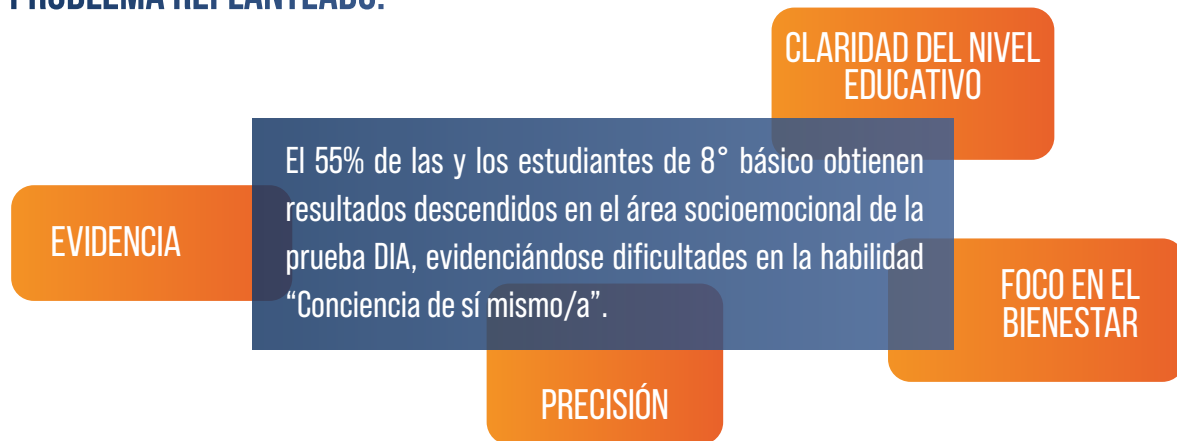 PROBLEMA REPLANTEADO:
CLARIDAD DEL NIVEL
EDUCATIVO
El 55% de las y los estudiantes de 8° básico obtienen
resultados descendidos en el área socioemocional de la
prueba DIA, evidenciándose dificultades en la habilidad
“Conciencia de sí mismo/a”.
EVIDENCIA
FOCO EN EL
BIENESTAR
PRECISIÓN